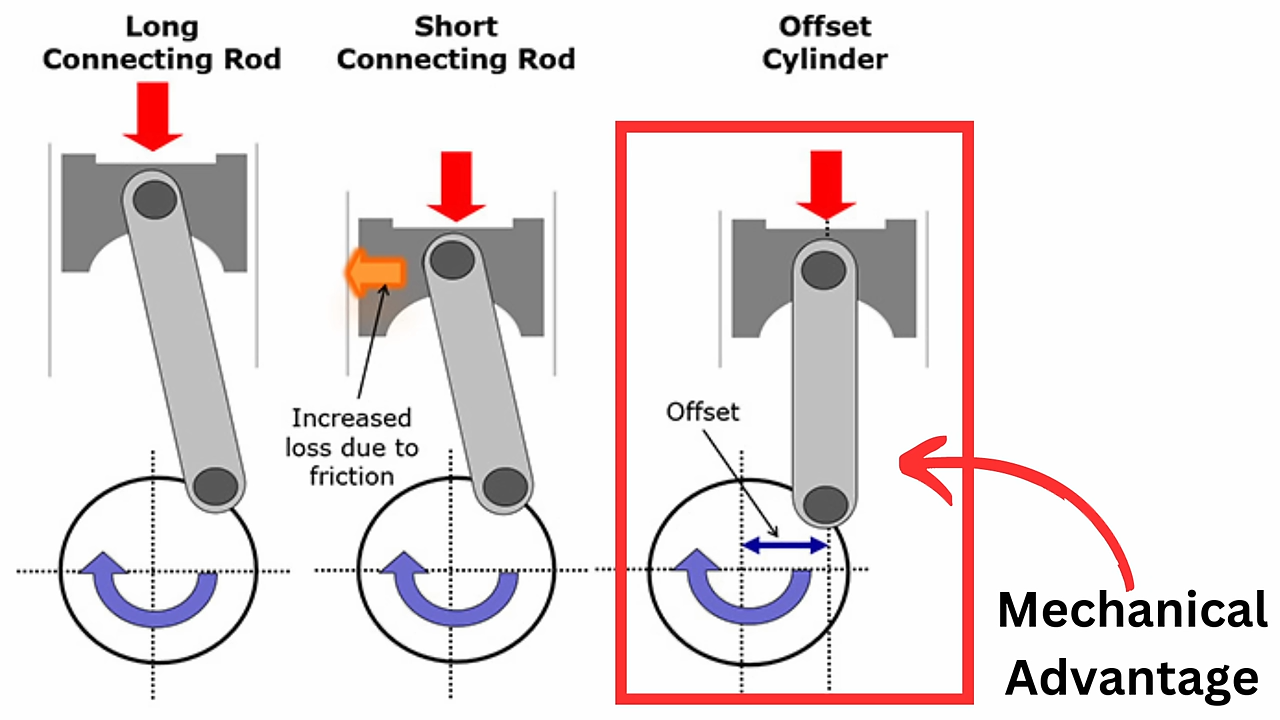 Long
Connecting Rod
Short
Connecting Rod
Offset
Cylinder
Increased
loss due to
friction
Offset
Mechanical
Advantage